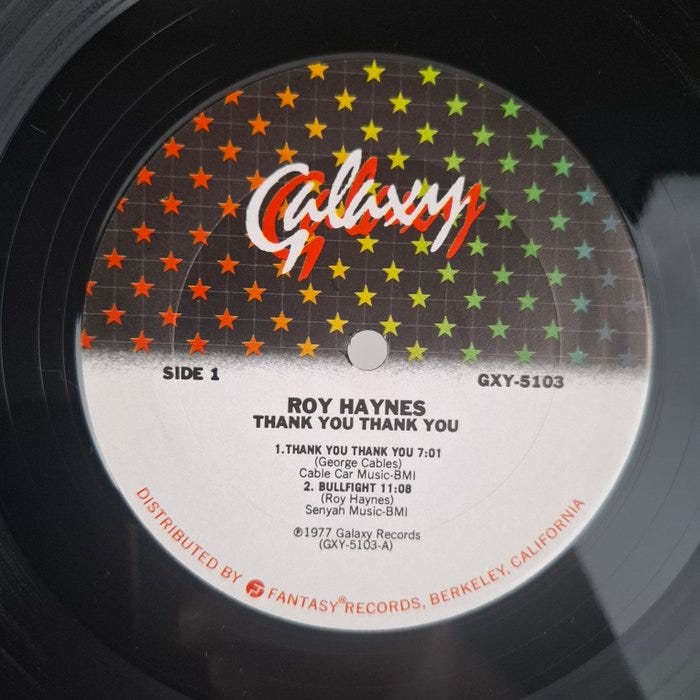 Galaxy
SIDE 1
GXY-5103
ROY HAYNES
THANK YOU THANK YOU
1.THANK YOU THANK YOU 7:01
(George Cables)
Cable Car Music-BMI
2. BULLFIGHT 11:08
(Roy Haynes)
Senyah Music-BMI
℗1977 Galaxy Records
(GXY-5103-A)
DISTRIBUTED BY FANTASY® RECORDS, BERKELEY, CALIFORNIA